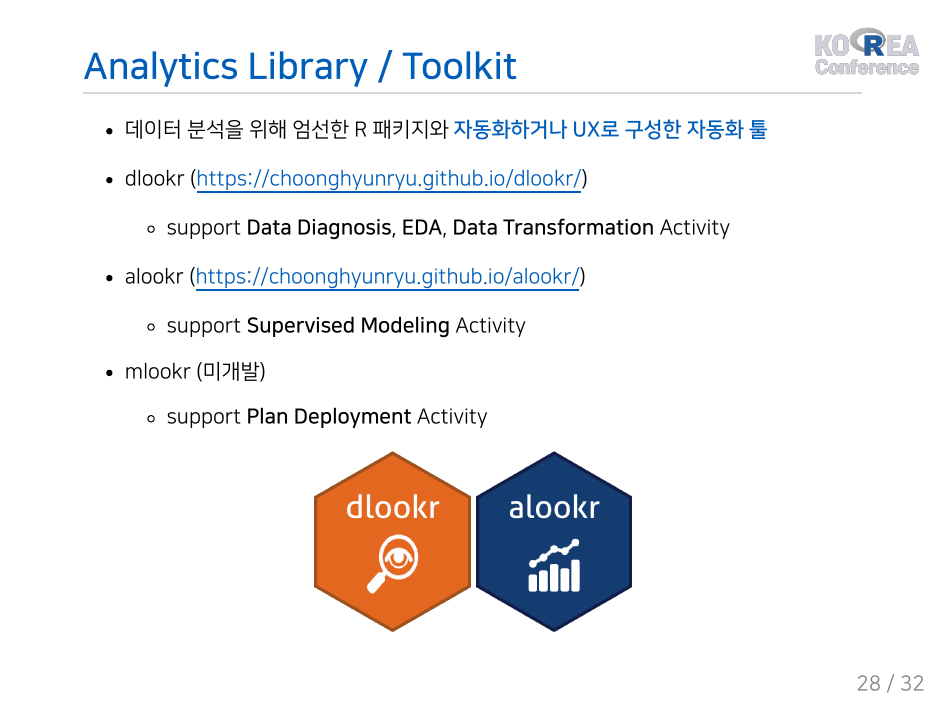 KOREA
Conference
Analytics Library / Toolkit
• 데이터 분석을 위해 엄선한 R 패키지와 자동화하거나 UX로 구성한 자동화 툴
• dlookr (https://choonghyunryu.github.io/dlookr/)
◦ support Data Diagnosis, EDA, Data Transformation Activity
• alookr (https://choonghyunryu.github.io/alookr/)
◦ support Supervised Modeling Activity
• mlookr (미개발)
◦ support Plan Deployment Activity
dlookr
alookr
28 / 32